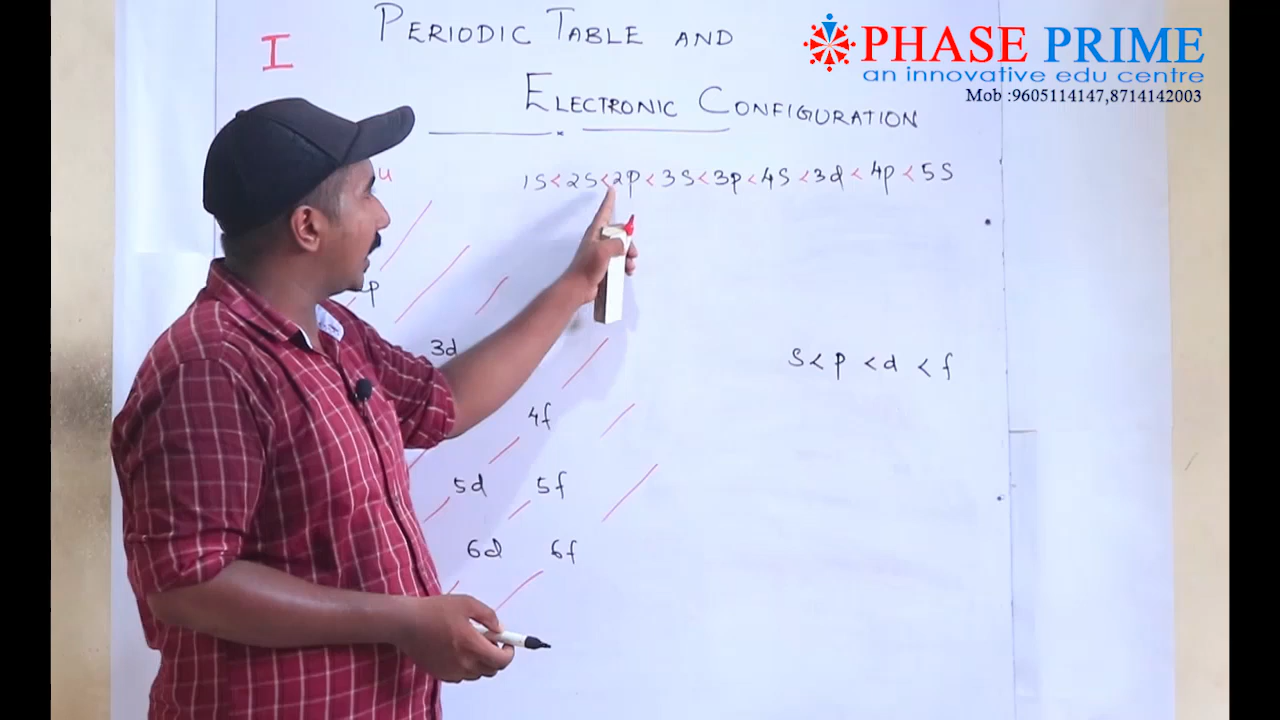 PERIODIC TABLE AND
I
PHASE PRIME
an innovative edu centre
Mob :9605114147,8714142003
ELECTRONIC CONFIGURATION
1S<2S<2p<3S<3p<4S<3d<4p<5S
p
3d
S<p<d<f
4f
5d 5f
6d 6f